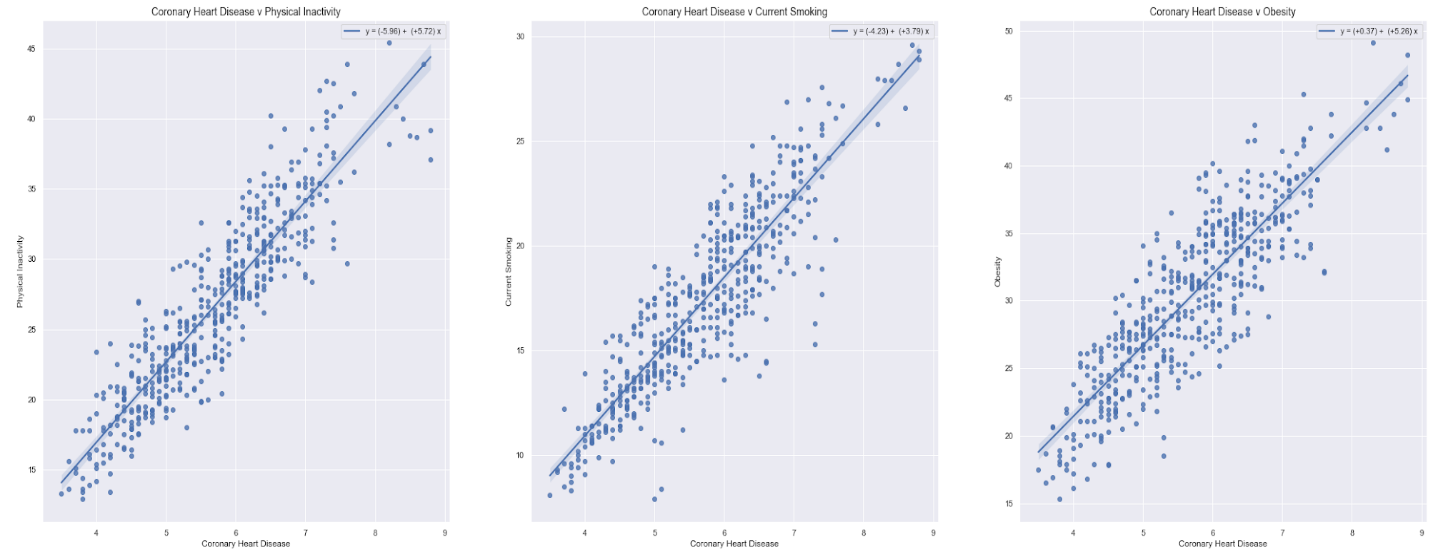 Coronary Heart Disease v Physical Inactivity
y = (-5.96) + (+5.72) x
45
40
35
30
25
20
15
Physical Inactivity
4 5 6 7 8 9
Coronary Heart Disease
Coronary Heart Disease v Current Smoking
y = (-4.23) + (+3.79) x
30
25
20
15
10
Current Smoking
4 5 6 7 8 9
Coronary Heart Disease
Coronary Heart Disease v Obesity
y = (+0.37) + (+5.26) x
50
45
40
35
30
25
20
15
Obesity
4 5 6 7 8 9
Coronary Heart Disease